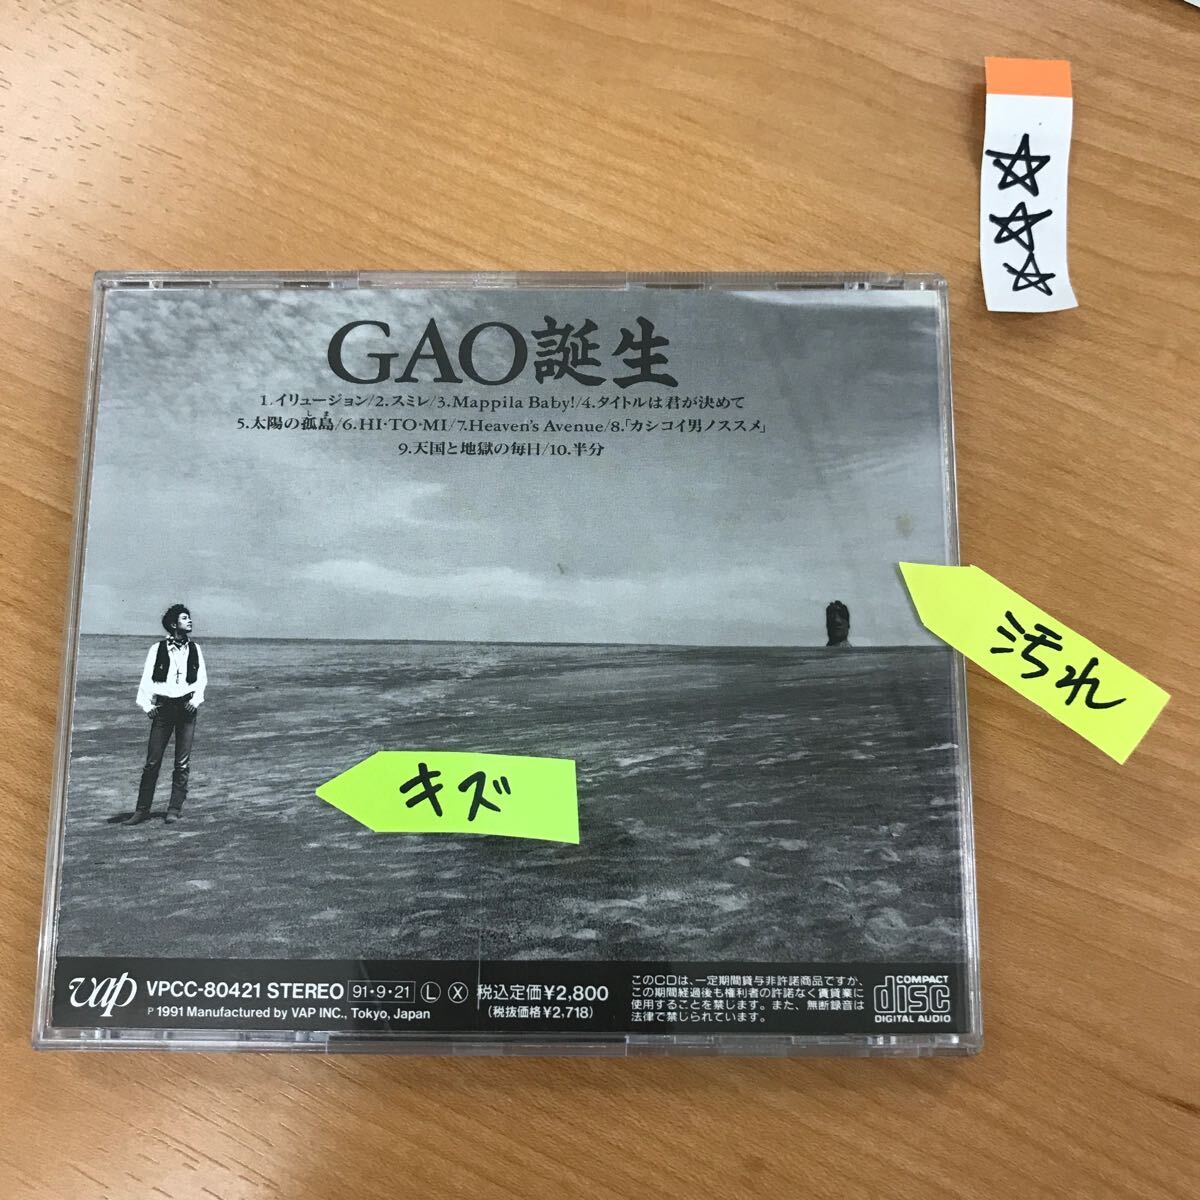 GAO誕生
1.イリュージョン/2.スミレ/3.Mappila Baby!/4.タイトルは君が決めて
しま
5.太陽の孤島/6.HI・TO・MI/7.Heaven's Avenue/8.「カシコイ男ノススメ」
9.天国と地獄の毎日/10.半分
汚れ
キズ
vap VPCC-80421 STEREO 91・9・21 L X 税込定価¥2,800
P 1991 Manufactured by VAP INC., Tokyo, Japan (税抜価格¥2,718)
このCDは、一定期間貸与非許諾商品ですが、
この期間経過後も権利者の許諾なく賃貸業に
使用することを禁じます。また、無断録音は
法律で禁じられています。
COMPACT
disc
DIGITAL AUDIO